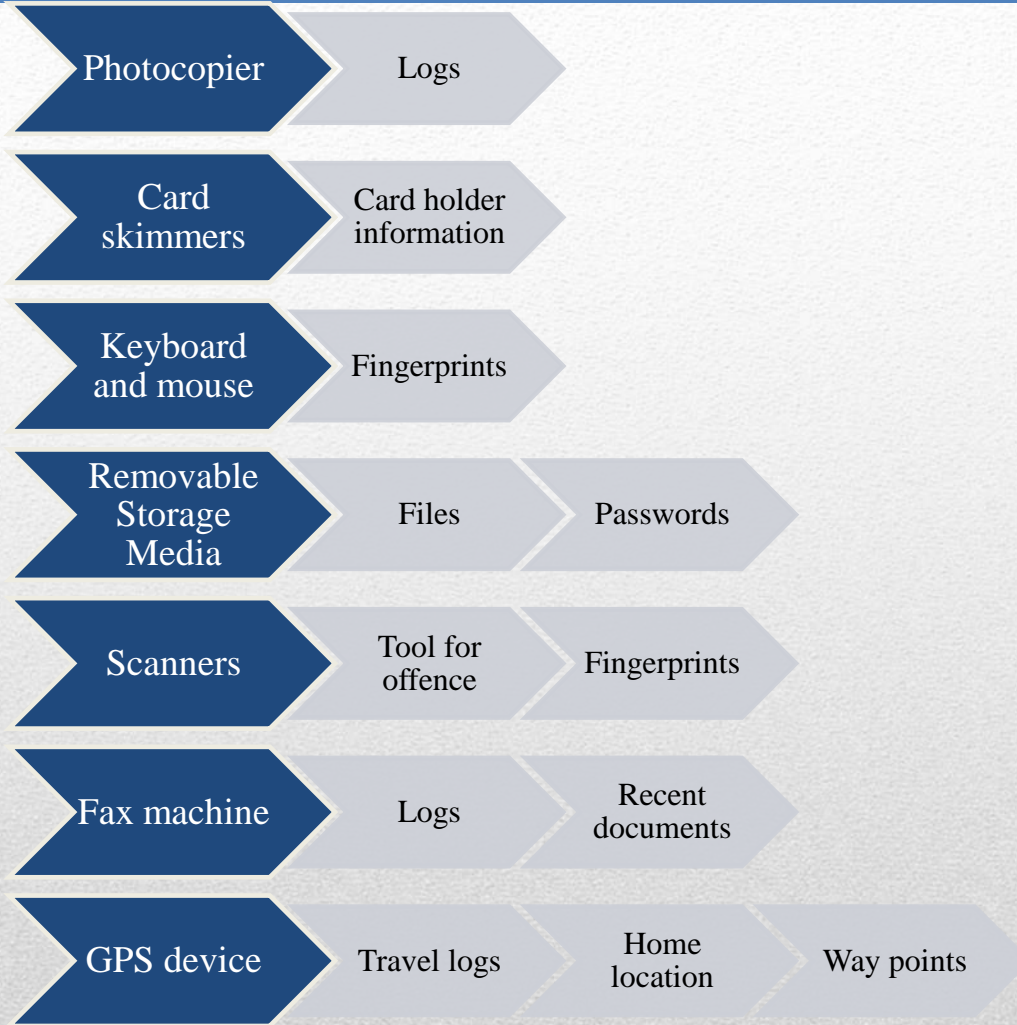 Photocopier
Logs
Card
skimmers
Card holder
information
Keyboard
and mouse
Fingerprints
Removable
Storage
Media
Files
Passwords
Scanners
Tool for
offence
Fingerprints
Fax machine
Logs
Recent
documents
GPS device
Travel logs
Home
location
Way points